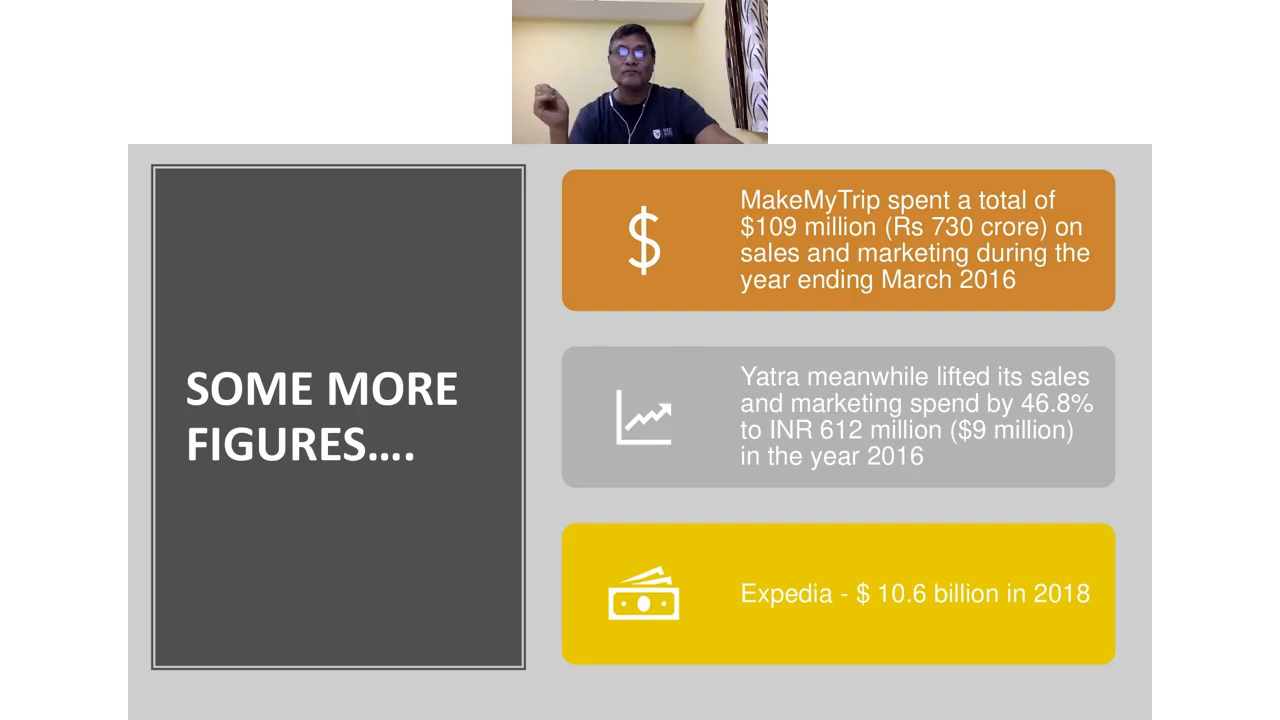 SOME MORE
FIGURES....
$
MakeMyTrip spent a total of
$109 million (Rs 730 crore) on
sales and marketing during the
year ending March 2016
Yatra meanwhile lifted its sales
and marketing spend by 46.8%
to INR 612 million ($9 million)
in the year 2016
Expedia - $ 10.6 billion in 2018